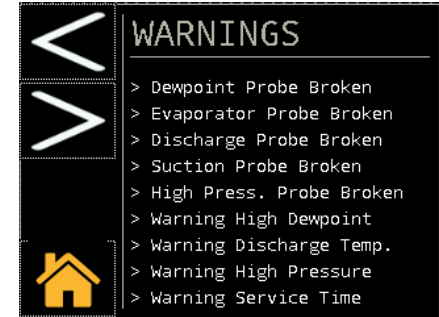 WARNINGS
> Dewpoint Probe Broken
> Evaporator Probe Broken
> Discharge Probe Broken
> Suction Probe Broken
> High Press. Probe Broken
> Warning High Dewpoint
> Warning Discharge Temp.
> Warning High Pressure
> Warning Service Time